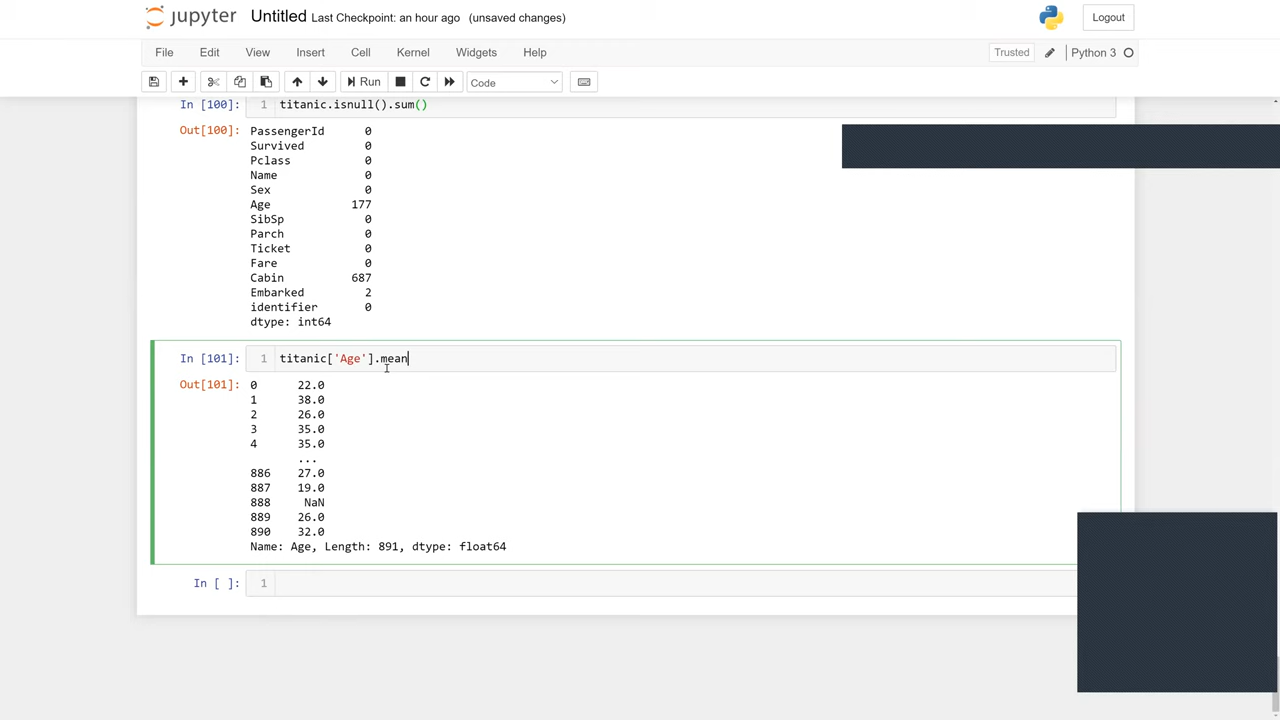 jupyter Untitled Last Checkpoint: an hour ago (unsaved changes) Logout
File Edit View Insert Cell Kernel Widgets Help Trusted Python 3
Run Code
In [100]: 1 titanic.isnull().sum()
Out[100]: PassengerId 0
Survived 0
Pclass 0
Name 0
Sex 0
Age 177
SibSp 0
Parch 0
Ticket 0
Fare 0
Cabin 687
Embarked 2
identifier 0
dtype: int64
In [101]: 1 titanic['Age'].mean
Out[101]: 0 22.0
1 38.0
2 26.0
3 35.0
4 35.0
...
886 27.0
887 19.0
888 NaN
889 26.0
890 32.0
Name: Age, Length: 891, dtype: float64
In [ ]: 1